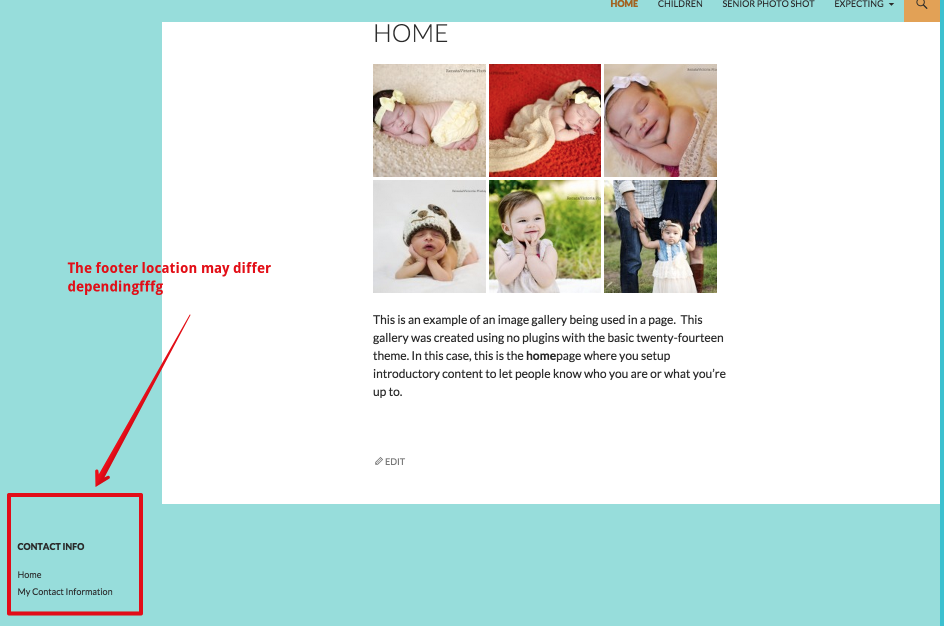 HOME CHILDREN SENIOR PHOTO SHOT EXPECTING
HOME
This is an example of an image gallery being used in a page. This
gallery was created using no plugins with the basic twenty-fourteen
theme. In this case, this is the homepage where you setup
introductory content to let people know who you are or what you're
up to.
The footer location may differ
dependingfffg
EDIT
CONTACT INFO
Home
My Contact Information